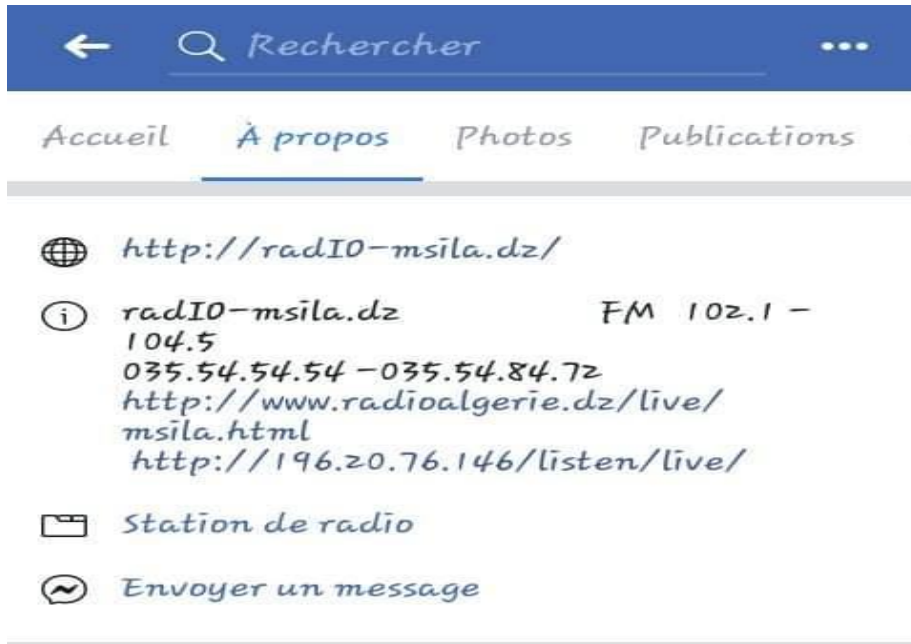 Rechercher
Accueil À propos Photos Publications
http://radIO-msila.dz/
radIO-msila.dz FM 102.1 -
104.5
035.54.54.54 -035.54.84.72
http://www.radioalgerie.dz/live/
msila.html
http://196.20.76.146/listen/live/
Station de radio
Envoyer un message